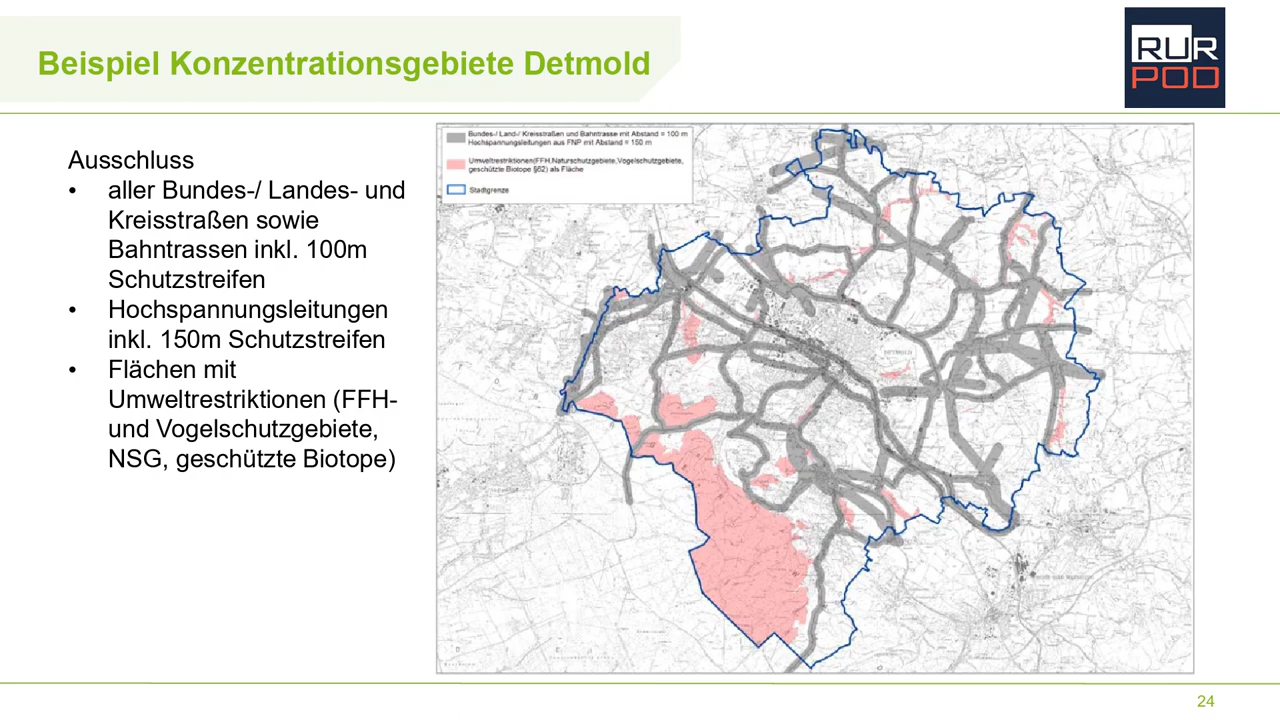 Beispiel Konzentrationsgebiete Detmold
RUR
POD
Ausschluss
• aller Bundes-/ Landes- und
Kreisstraßen sowie
Bahntrassen inkl. 100m
Schutzstreifen
• Hochspannungsleitungen
inkl. 150m Schutzstreifen
• Flächen mit
Umweltrestriktionen (FFH-
und Vogelschutzgebiete,
NSG, geschützte Biotope)
Bundes-/ Land-/ Kreisstraßen und Bahntrasse mit Abstand = 100 m
Hochspannungsleitungen aus FNP mit Abstand = 150 m
Umweltrestriktionen(FFH,Naturschutzgebiete,Vogelschutzgebiete,
geschützte Biotope §62) als Fläche
Stadtgrenze
DETMOLD
24